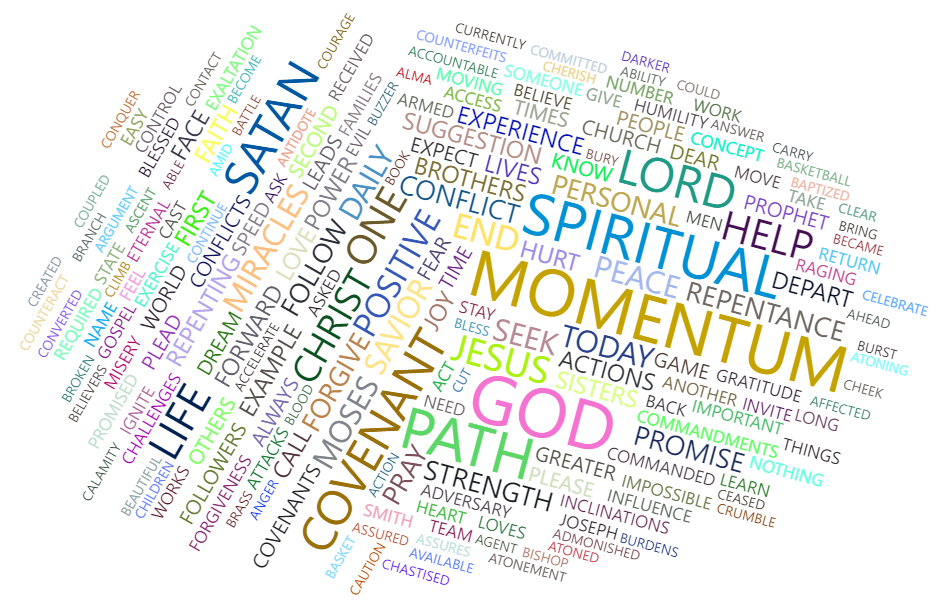 CURRENTLY
COURAGE
COUNTERFEITS
COMMITTED
DARKER
ACCOUNTABLE
CHERISH
ABILITY
COULD
ALMA
MOVING
SOMEONE
NUMBER
ACCESS
BELIEVE
GIVE
HUMILITY
WORK
ARMED
TIMES
PEOPLE
ANSWER
SUGGESTION
EXPERIENCE
CHURCH
CONCEPT
CARRY
EXPECT
LIVES
KNOW
BURY
DEAR
BASKETBALL
BROTHERS
LORD
MOVE
BAPTIZED
CONFLICT
PERSONAL
PROPHET
TAKE
CLEAR
END
SPIRITUAL
MEN
HELP
BRING
BECAME
HURT
PEACE
RETURN
RAGING
DEPART
CELEBRATE
MOMENTUM
REPENTANCE
AHEAD
STAY
BLESS
SEEK
TODAY
BURST
ATONING
JESUS
ACTIONS
GAME
GRATITUDE
CHEEK
ACT
CUT
SISTERS
ANOTHER
INVITE
LONG
AFFECTED
NEED
GOD
BACK
IMPORTANT
PATH
COMMANDMENTS
THINGS
PROMISE
NOTHING
GREATER
COMMANDED
LEARN
STRENGTH
PLEASE
IMPOSSIBLE
CEASED
ADVERSARY
INCLINATIONS
INFLUENCE
CRUMBLE
SMITH
HEART
LOVES
JOSEPH
BURDENS
TEAM
AGENT
ADMONISHED
ASSURED
ASSURES
BISHOP
ATONED
AVAILABLE
ATONEMENT
CHASTISED
CONQUER
EASY
CONTROL
CONTACT
EXALTATION
BECOME
BLESSED
FACE
FAITH
BATTLE
SATAN
ANTIDOTE
SECOND
RECEIVED
FAMILIES
BUZZER
COUPLED
ABLE
AMID
ASK
LEADS
EVIL
BOOK
BRANCH
ARGUMENT
ASCENT
CAST
FIRST
CONTINUE
CONFLICTS
MIRACLES
LOVE
POWER
DAILY
CREATED
COUNTERACT
CONVERTED
REQUIRED
STATE
CLIMB
ETERNAL
FEEL
EXERCISE
WORLD
REPENTING
SPEED
FORWARD
FOLLOW
ASKED
ONE
BROKEN
NAME
GOSPEL
PLEAD
DREAM
ACCELERATE
EXAMPLE
CHRIST
POSITIVE
FEAR
TIME
BELIEVERS
MISERY
PROMISED
IGNITE
CHALLENGES
LIFE
OTHERS
ALWAYS
BLOOD
FORGIVE
SAVIOR
JOY
CALAMITY
BEAUTIFUL
CHILDREN
WORKS
FOLLOWERS
FORGIVENESS
BRASS
ATTACKS
ANGER
CALL
MOSES
COVENANTS
COVENANT
ACTION
PRAY
BASKET
CAUTION